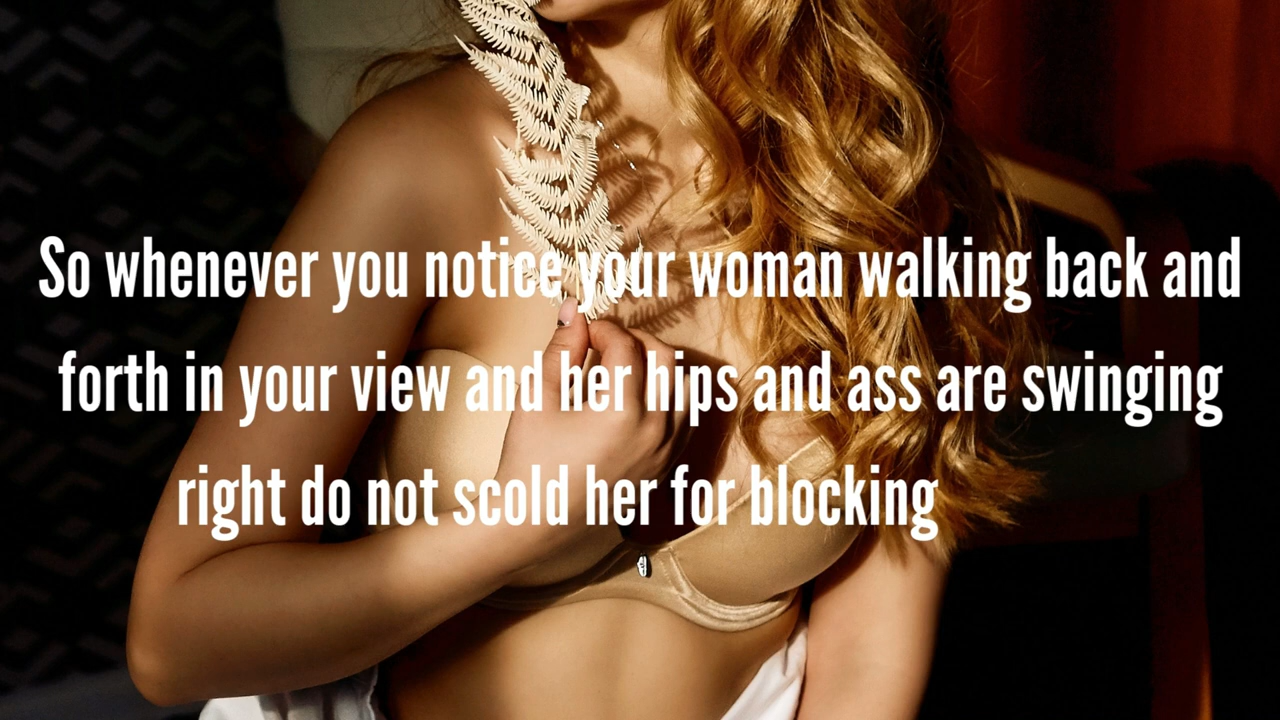 So whenever you notice your woman walking back and
forth in your view and her hips and ass are swinging
right do not scold her for blocking